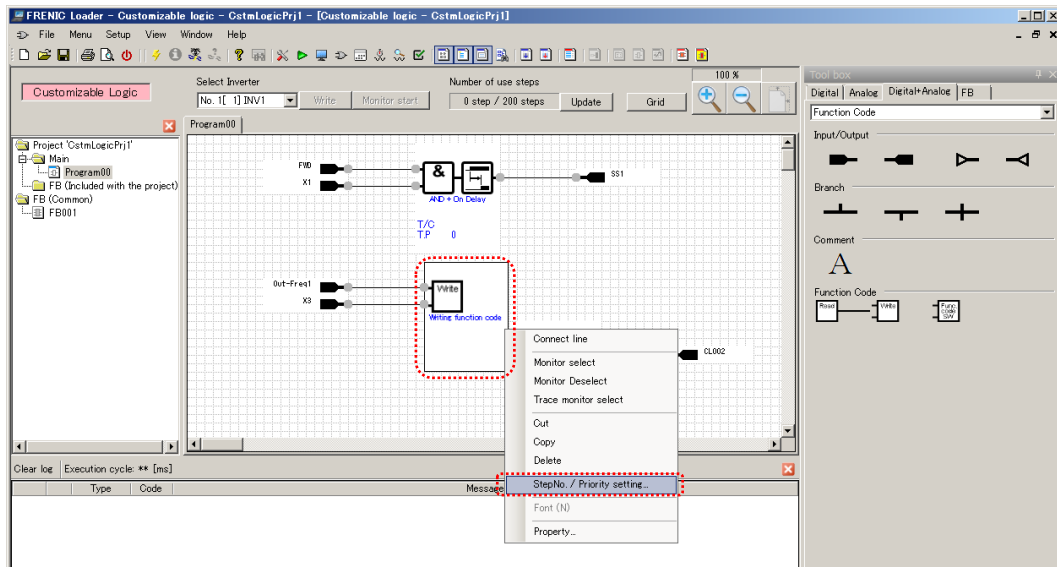 FRENIC Loader - Customizable logic - CstmLogicPrj1 - [Customizable logic - CstmLogicPrj1]
File Menu Setup View Window Help
Customizable Logic
Select Inverter
No. 1[ 1] INV1
Write
Monitor start
Number of use steps
0 step / 200 steps
Update
Grid
100 %
Project 'CstmLogicPrj1'
Main
Program00
FB (Included with the project)
FB (Common)
FB001
Program00
FWD
X1
&
AND + On Delay
SS1
T/C
T.P 0
Out-Freq1
X3
Write
Writing function code
CL002
Connect line
Monitor select
Monitor Deselect
Trace monitor select
Cut
Copy
Delete
StepNo. / Priority setting...
Font (N)
Property...
Tool box
Digital Analog Digital+Analog FB
Function Code
Input/Output
Branch
Comment
A
Function Code
Read
Write
Func. code SW
Clear log Execution cycle: ** [ms]
Type Code Message